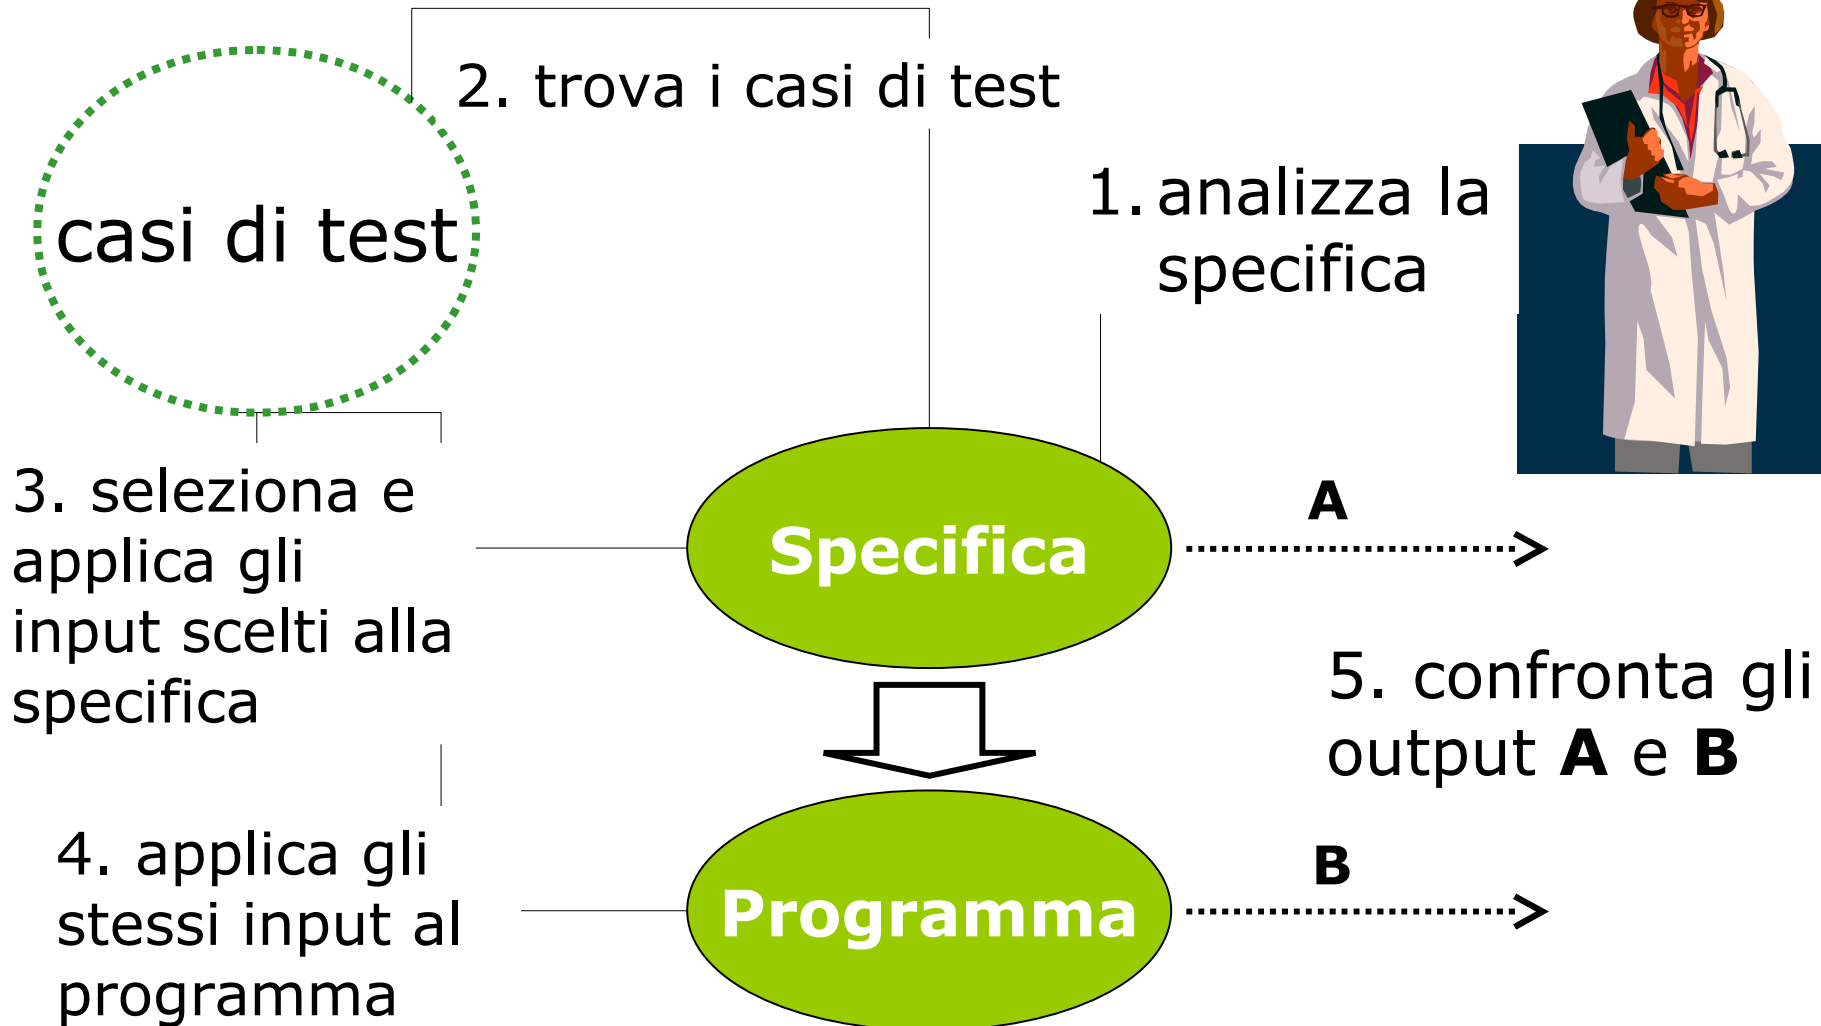 2. trova i casi di test
casi di test
1. analizza la
specifica
3. seleziona e
applica gli
input scelti alla
specifica
Specifica
A
5. confronta gli
output A e B
4. applica gli
stessi input al
programma
Programma
B